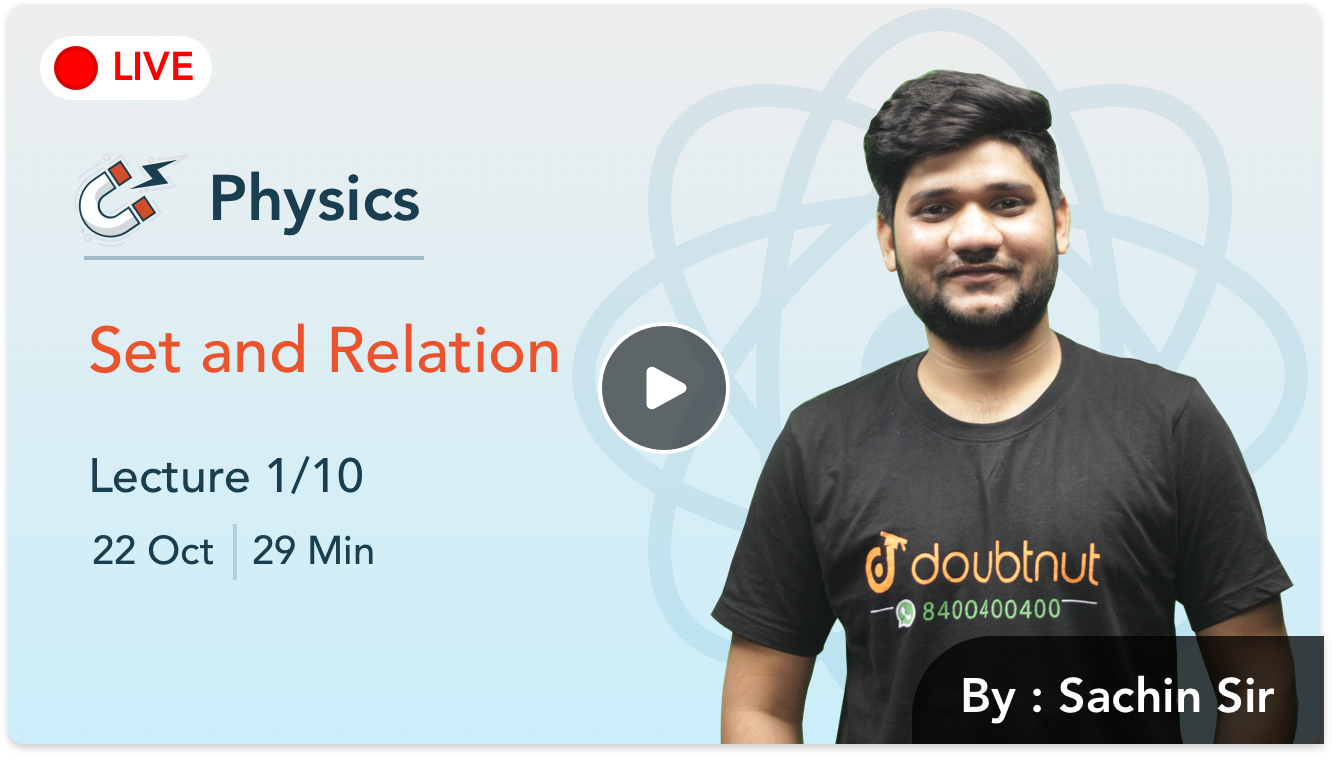 LIVE
Physics
Set and Relation
Lecture 1/10
22 Oct | 29 Min
doubtnut
8400400400
By : Sachin Sir